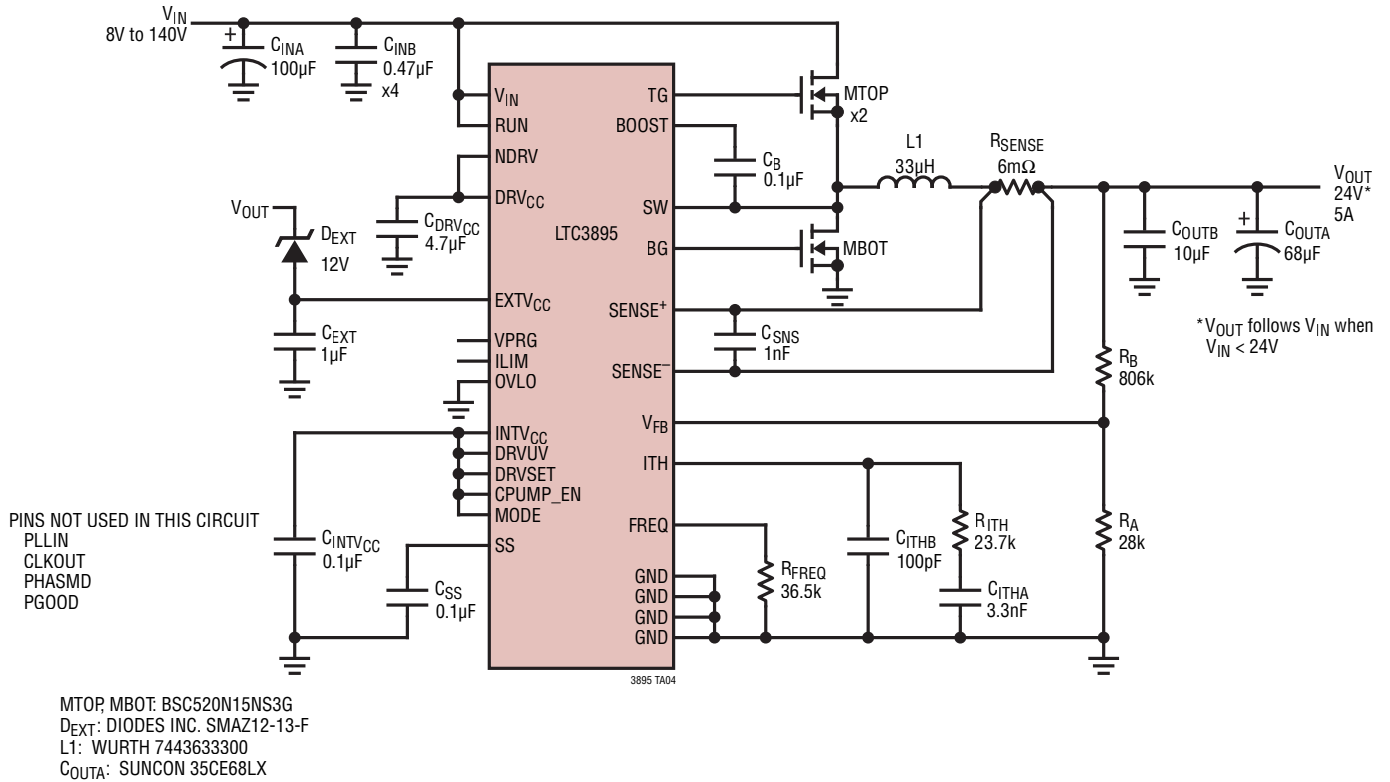 VIN
8V to 140V
+
CINA
100µF
CINB
0.47µF
x4
VIN
RUN
NDRV
DRVCC
CDRVCC
4.7µF
VOUT
DEXT
12V
EXTVCC
CEXT
1µF
VPRG
ILIM
OVLO
INTVCC
DRVUV
DRVSET
CPUMP_EN
MODE
SS
CINTVCC
0.1µF
CSS
0.1µF
LTC3895
TG
BOOST
SW
BG
SENSE+
SENSE–
VFB
ITH
FREQ
GND
GND
GND
GND
MTOP
x2
CB
0.1µF
MBOT
L1
33µH
RSENSE
6mΩ
VOUT
24V*
5A
COUTB
10µF
+
COUTA
68µF
*VOUT follows VIN when
VIN < 24V
CSNS
1nF
RB
806k
RA
28k
RFREQ
36.5k
CITHB
100pF
RITH
23.7k
CITHA
3.3nF
PINS NOT USED IN THIS CIRCUIT
PLLIN
CLKOUT
PHASMD
PGOOD
3895 TA04
MTOP, MBOT: BSC520N15NS3G
DEXT: DIODES INC. SMAZ12-13-F
L1: WURTH 7443633300
COUTA: SUNCON 35CE68LX